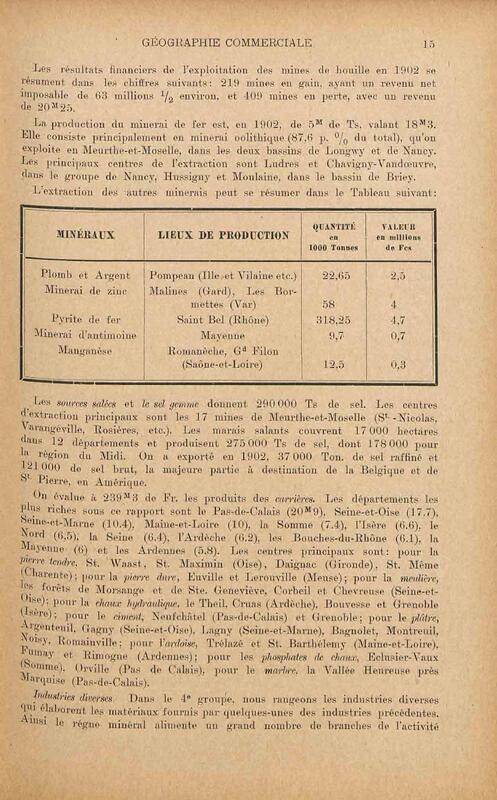 GÉOGRAPHIE COMMERCIALE 15
Les résultats financiers de l'exploitation des mines de houille en 1902 se
résument dans les chiffres suivants: 219 mines en gain, ayant un revenu net
imposable de 63 millions 1/2 environ, et 409 mines en perte, avec un revenu
de 20M25.
La production du minerai de fer est, en 1902, de 5M de Ts, valant 18M3.
Elle consiste principalement en minerai oolithique (87,6 p. % du total), qu'on
exploite en Meurthe-et-Moselle, dans les deux bassins de Longwy et de Nancy.
Les principaux centres de l'extraction sont Ludres et Chavigny-Vandœuvre,
dans le groupe de Nancy, Hussigny et Moulaine, dans le bassin de Briey.
L'extraction des autres minerais peut se résumer dans le Tableau suivant:
MINÉRAUX LIEUX DE PRODUCTION QUANTITÉ en 1000 Tonnes VALEUR en millions de Fcs
Plomb et Argent Pompeau (Ille et Vilaine etc.) 22,65 2,5
Minerai de zinc Malines (Gard), Les Bor-
mettes (Var) 58 4
Pyrite de fer Saint Bel (Rhône) 318,25 4,7
Minerai d'antimoine Mayenne 9,7 0,7
Manganèse Romanèche, Gd Filon
(Saône-et-Loire) 12,5 0,3
Les sources salées et le sel gemme donnent 290 000 Ts de sel. Les centres
d'extraction principaux sont les 17 mines de Meurthe-et-Moselle (St-Nicolas,
Varangéville, Rosières, etc.). Les marais salants couvrent 17 000 hectares
dans 12 départements et produisent 275 000 Ts de sel, dont 178 000 pour
la région du Midi. On a exporté en 1902, 37 000 Ton. de sel raffiné et
121 000 de sel brut, la majeure partie à destination de la Belgique et de
St Pierre, en Amérique.
On évalue à 239M3 de Fr. les produits des carrières. Les départements les
plus riches sous ce rapport sont le Pas-de-Calais (20M9), Seine-et-Oise (17.7),
Seine-et-Marne (10.4), Maine-et-Loire (10), la Somme (7.4), l'Isère (6.6), le
Nord (6,5), la Seine (6.4), l'Ardèche (6.2), les Bouches-du-Rhône (6.1), la
Mayenne (6) et les Ardennes (5.8). Les centres principaux sont: pour la
pierre tendre, St. Waast, St. Maximin (Oise), Daignac (Gironde), St. Même
(Charente); pour la pierre dure, Euville et Lerouville (Meuse); pour la meulière,
les forêts de Morsange et de Ste. Geneviève, Corbeil et Chevreuse (Seine-et-
Oise); pour la chaux hydraulique, le Theil, Cruas (Ardèche), Bouvesse et Grenoble
(Isère); pour le ciment, Neufchâtel (Pas-de-Calais) et Grenoble; pour le plâtre,
Argenteuil, Gagny (Seine-et-Oise), Lagny (Seine-et-Marne), Bagnolet, Montreuil,
Noisy, Romainville; pour l'ardoise, Trélazé et St. Barthélemy (Maine-et-Loire),
Fumay et Rimogne (Ardennes); pour les phosphates de chaux, Eclusier-Vaux
(Somme), Orville (Pas de Calais), pour le marbre, la Vallée Heureuse près
Marquise (Pas-de-Calais).
Industries diverses Dans le 4e groupe, nous rangeons les industries diverses
qui élaborent les matériaux fournis par quelques-unes des industries précédentes.
Ainsi le règne minéral alimente un grand nombre de branches de l'activité